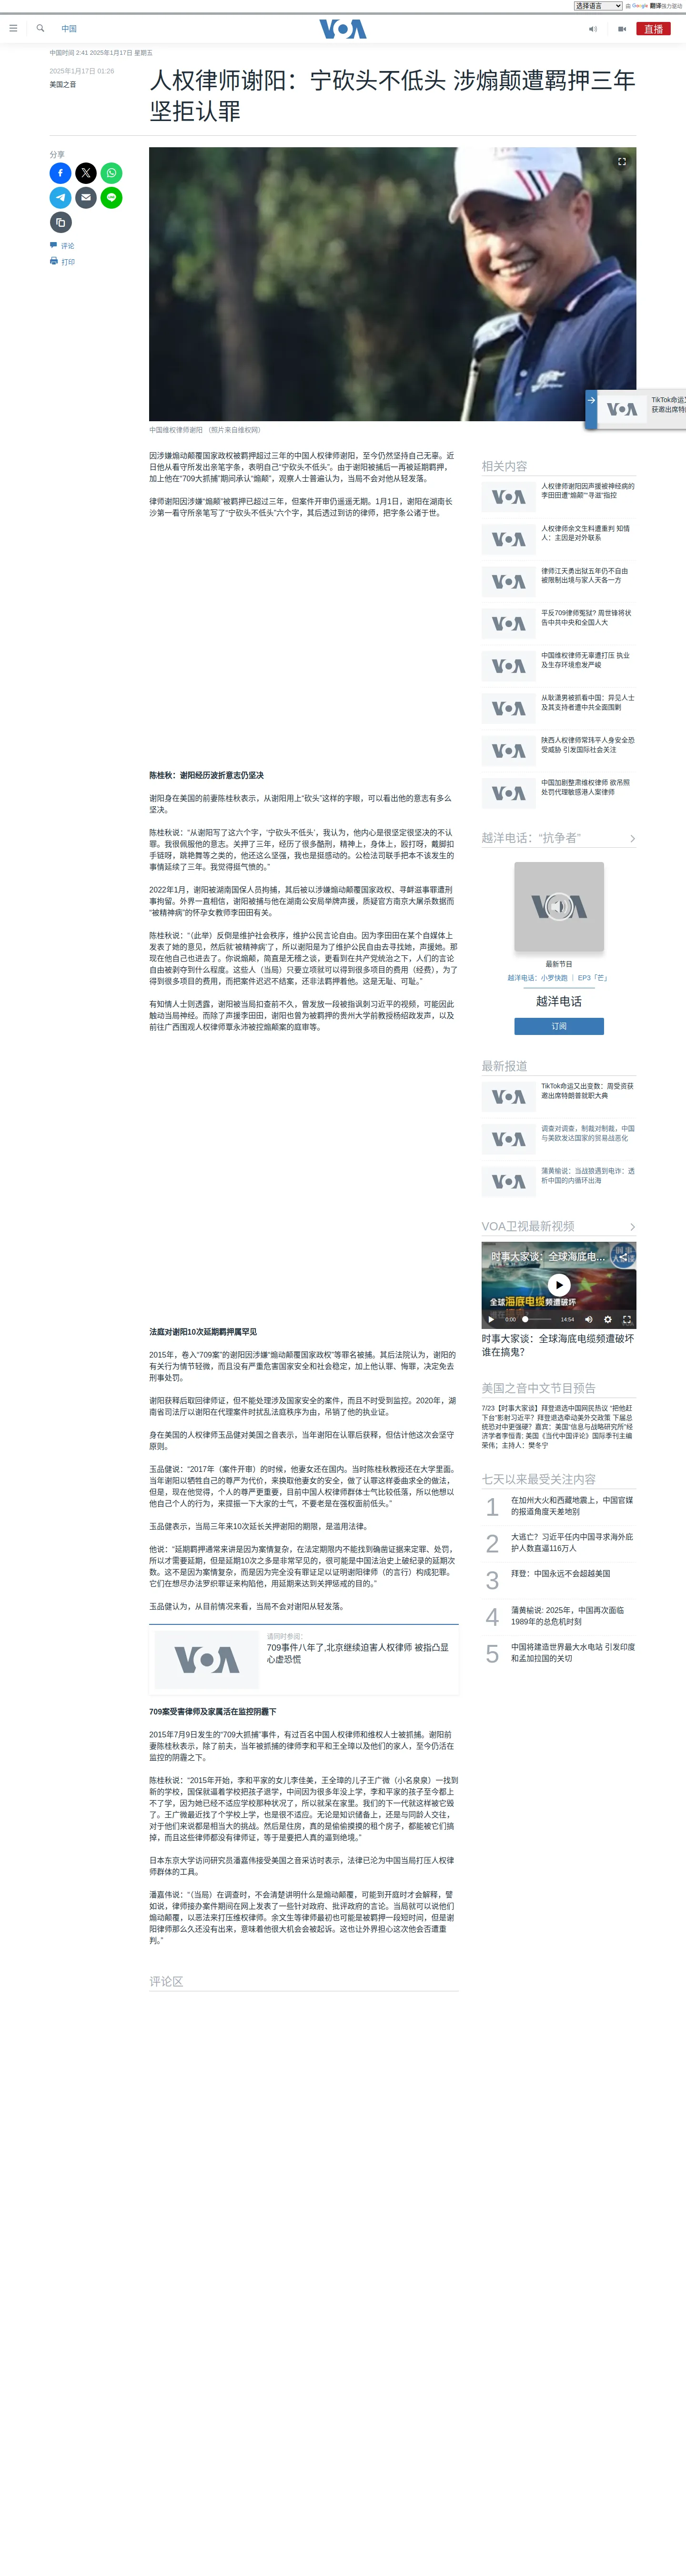 选择语言
由 Google 翻译强力驱动
中国
VOA
直播
中国时间 2:41 2025年1月17日 星期五
2025年1月17日 01:26
美国之音
人权律师谢阳：宁砍头不低头 涉煽颠遭羁押三年
坚拒认罪
分享
评论
打印
中国维权律师谢阳 （照片来自维权网）
因涉嫌煽动颠覆国家政权被羁押超过三年的中国人权律师谢阳，至今仍然坚持自己无辜。近
日他从看守所发出亲笔字条，表明自己“宁砍头不低头”。由于谢阳被捕后一再被延期羁押，
加上他在“709大抓捕”期间承认“煽颠”，观察人士普遍认为，当局不会对他从轻发落。
律师谢阳因涉嫌“煽颠”被羁押已超过三年，但案件开审仍遥遥无期。1月1日，谢阳在湖南长
沙第一看守所亲笔写了“宁砍头不低头”六个字，其后透过到访的律师，把字条公诸于世。
陈桂秋：谢阳经历波折意志仍坚决
谢阳身在美国的前妻陈桂秋表示，从谢阳用上“砍头”这样的字眼，可以看出他的意志有多么
坚决。
陈桂秋说：“从谢阳写了这六个字，‘宁砍头不低头’，我认为，他内心是很坚定很坚决的不认
罪。我很佩服他的意志。关押了三年，经历了很多酷刑，精神上，身体上，殴打呀，戴脚扣
手链呀，跳艳舞等之类的，他还这么坚强，我也是挺感动的。公检法司联手把本不该发生的
事情延续了三年。我觉得挺气愤的。”
2022年1月，谢阳被湖南国保人员拘捕，其后被以涉嫌煽动颠覆国家政权、寻衅滋事罪遭刑
事拘留。外界一直相信，谢阳被捕与他在湖南公安局举牌声援，质疑官方南京大屠杀数据而
“被精神病”的怀孕女教师李田田有关。
陈桂秋说：“（此举）反倒是维护社会秩序，维护公民言论自由。因为李田田在某个自媒体上
发表了她的意见，然后就‘被精神病’了，所以谢阳是为了维护公民自由去寻找她，声援她。那
现在他自己也进去了。你说煽颠，简直是无稽之谈，更看到在共产党统治之下，人们的言论
自由被剥夺到什么程度。这些人（当局）只要立项就可以得到很多项目的费用（经费），为了
得到很多项目的费用，而把案件迟迟不结案，还非法羁押着他。这是无耻、可耻。”
有知情人士则透露，谢阳被当局扣查前不久，曾发放一段被指讽刺习近平的视频，可能因此
触动当局神经。而除了声援李田田，谢阳也曾为被羁押的贵州大学前教授杨绍政发声，以及
前往广西围观人权律师覃永沛被控煽颠案的庭审等。
法庭对谢阳10次延期羁押属罕见
2015年，卷入“709案”的谢阳因涉嫌“煽动颠覆国家政权”等罪名被捕。其后法院认为，谢阳的
有关行为情节轻微，而且没有严重危害国家安全和社会稳定，加上他认罪、悔罪，决定免去
刑事处罚。
谢阳获释后取回律师证，但不能处理涉及国家安全的案件，而且不时受到监控。2020年，湖
南省司法厅以谢阳在代理案件时扰乱法庭秩序为由，吊销了他的执业证。
身在美国的人权律师玉品健对美国之音表示，当年谢阳在认罪后获释，但估计他这次会坚守
原则。
玉品健说：“2017年（案件开审）的时候，他妻女还在国内。当时陈桂秋教授还在大学里面。
当年谢阳以牺牲自己的尊严为代价，来换取他妻女的安全，做了认罪这样委曲求全的做法，
但是，现在他觉得，个人的尊严更重要，目前中国人权律师群体士气比较低落，所以他想以
他自己个人的行为，来提振一下大家的士气，不要老是在强权面前低头。”
玉品健表示，当局三年来10次延长关押谢阳的期限，是滥用法律。
他说：“延期羁押通常来讲是因为案情复杂，在法定期限内不能找到确凿证据来定罪、处罚，
所以才需要延期，但是延期10次之多是非常罕见的，很可能是中国法治史上破纪录的延期次
数。这不是因为案情复杂，而是因为完全没有罪证足以证明谢阳律师（的言行）构成犯罪。
它们在想尽办法罗织罪证来构陷他，用延期来达到关押惩戒的目的。”
玉品健认为，从目前情况来看，当局不会对谢阳从轻发落。
请同时参阅:
709事件八年了,北京继续迫害人权律师 被指凸显
心虚恐慌
709案受害律师及家属活在监控阴霾下
2015年7月9日发生的“709大抓捕”事件，有过百名中国人权律师和维权人士被抓捕。谢阳前
妻陈桂秋表示，除了前夫，当年被抓捕的律师李和平和王全璋以及他们的家人，至今仍活在
监控的阴霾之下。
陈桂秋说：“2015年开始，李和平家的女儿李佳美，王全璋的儿子王广微（小名泉泉）一找到
新的学校，国保就逼着学校把孩子退学，中间因为很多年没上学，李和平家的孩子至今都上
不了学，因为她已经不适应学校那种状况了，所以就呆在家里。我们的下一代就这样被它毁
了。王广微最近找了个学校上学，也是很不适应。无论是知识储备上，还是与同龄人交往，
对于他们来说都是相当大的挑战。然后是住房，真的是偷偷摸摸的租个房子，都能被它们搞
掉，而且这些律师都没有律师证，等于是要把人真的逼到绝境。”
日本东京大学访问研究员潘嘉伟接受美国之音采访时表示，法律已沦为中国当局打压人权律
师群体的工具。
潘嘉伟说：“（当局）在调查时，不会清楚讲明什么是煽动颠覆，可能到开庭时才会解释，譬
如说，律师接办案件期间在网上发表了一些针对政府、批评政府的言论。当局就可以说他们
煽动颠覆，以恶法来打压维权律师。余文生等律师最初也可能是被羁押一段短时间，但是谢
阳律师那么久还没有出来，意味着他很大机会会被起诉。这也让外界担心这次他会否遭重
判。”
评论区
TikTok命运又
获邀出席特
相关内容
人权律师谢阳因声援被神经病的
李田田遭“煽颠”“寻滋”指控
人权律师余文生料遭重判 知情
人：主因是对外联系
律师江天勇出狱五年仍不自由
被限制出境与家人天各一方
平反709律师冤狱? 周世锋将状
告中共中央和全国人大
中国维权律师无辜遭打压 执业
及生存环境愈发严峻
从耿潇男被抓看中国：异见人士
及其支持者遭中共全面围剿
陕西人权律师常玮平人身安全恐
受威胁 引发国际社会关注
中国加剧整肃维权律师 欲吊照
处罚代理敏感港人案律师
越洋电话：“抗争者”
最新节目
越洋电话：小罗快跑 ｜ EP3「芒」
越洋电话
订阅
最新报道
TikTok命运又出变数：周受资获
邀出席特朗普就职大典
调查对调查，制裁对制裁，中国
与美欧发达国家的贸易战恶化
蒲黄榆说：当战狼遇到电诈：透
析中国的内循环出海
VOA卫视最新视频
时事大家谈：全球海底电...
全球海底电缆频遭破坏
0:00
14:54
时事大家谈：全球海底电缆频遭破坏
谁在搞鬼？
美国之音中文节目预告
7/23【时事大家谈】拜登退选中国网民热议 “把他赶
下台”影射习近平？拜登退选牵动美外交政策 下届总
统恐对中更强硬？嘉宾：美国“信息与战略研究所”经
济学者李恒青; 美国《当代中国评论》国际季刊主编
荣伟；主持人：樊冬宁
七天以来最受关注内容
1
在加州大火和西藏地震上，中国官媒
的报道角度天差地别
2
大逃亡？习近平任内中国寻求海外庇
护人数直逼116万人
3
拜登：中国永远不会超越美国
4
蒲黄榆说: 2025年，中国再次面临
1989年的总危机时刻
5
中国将建造世界最大水电站 引发印度
和孟加拉国的关切